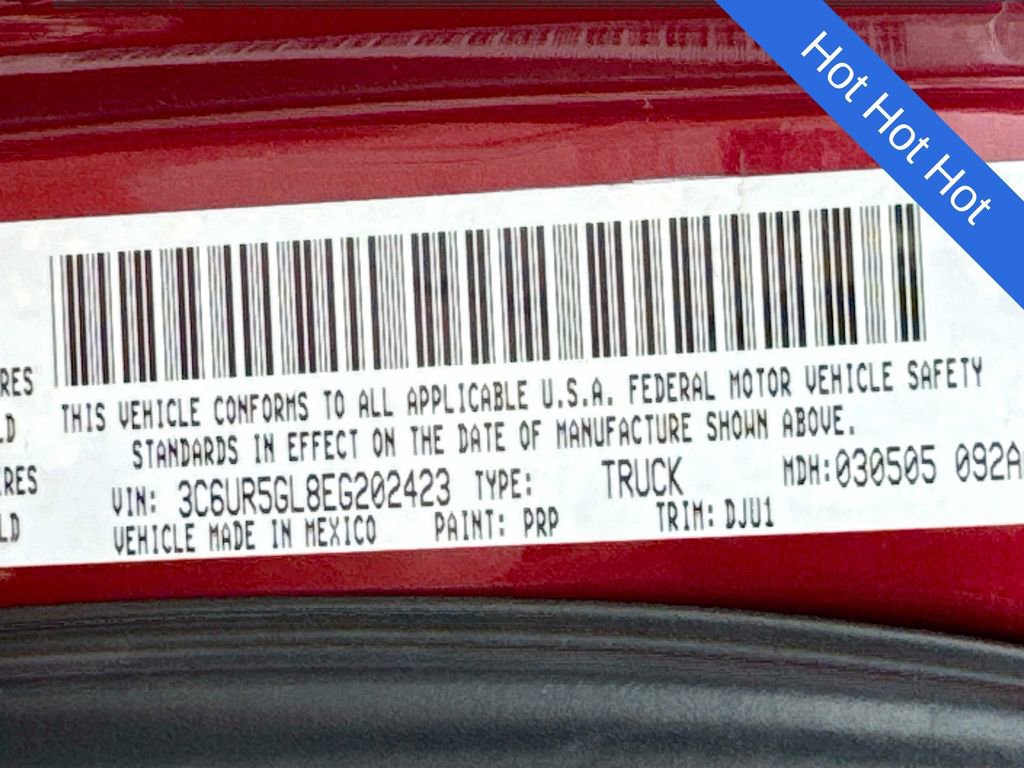 Hot Hot Hot
RES
LD
RES
LD
THIS VEHICLE CONFORMS TO ALL APPLICABLE U.S.A. FEDERAL MOTOR VEHICLE SAFETY
STANDARDS IN EFFECT ON THE DATE OF MANUFACTURE SHOWN ABOVE.
VIN: 3C6UR5GL8EG202423 TYPE: TRUCK MDH:030505 092A
VEHICLE MADE IN MEXICO PAINT: PRP TRIM: DJU1